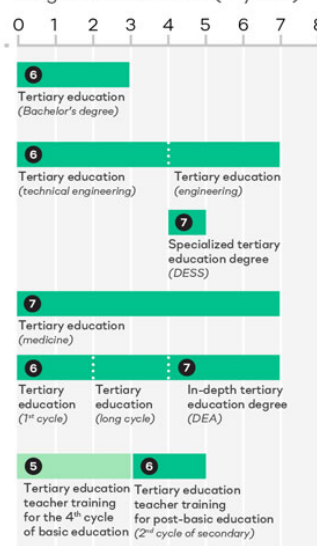 0 1 2 3 4 5 6 7 8
6
Tertiary education
(Bachelor's degree)
6
Tertiary education Tertiary education
(technical engineering) (engineering)
7
Specialized tertiary
education degree
(DESS)
7
Tertiary education
(medicine)
6 7
Tertiary Tertiary In-depth tertiary
education education education degree
(1st cycle) (long cycle) (DEA)
5 6
Tertiary education
teacher training
for the 4th cycle
of basic education
Tertiary education
teacher training
for post-basic education
(2nd cycle of secondary)